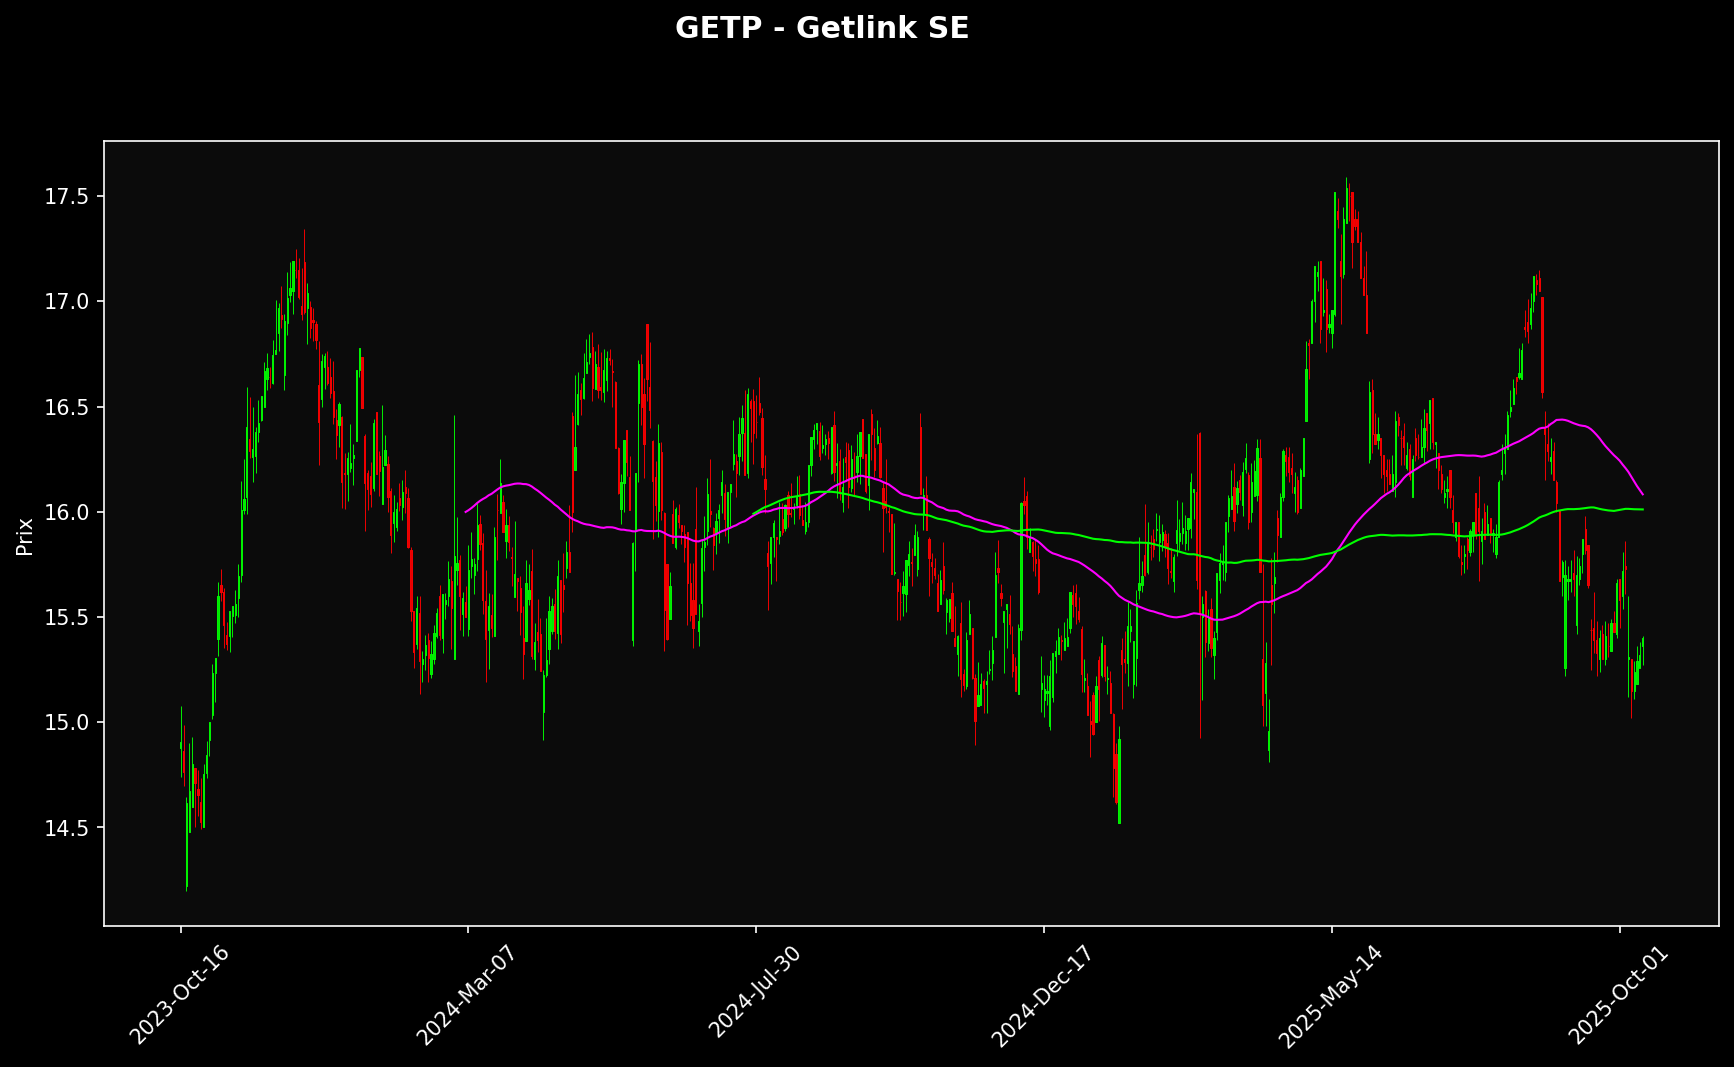 GETP - Getlink SE
Prix
17.5
17.0
16.5
16.0
15.5
15.0
14.5
2023-Oct-16
2024-Mar-07
2024-Jul-30
2024-Dec-17
2025-May-14
2025-Oct-01